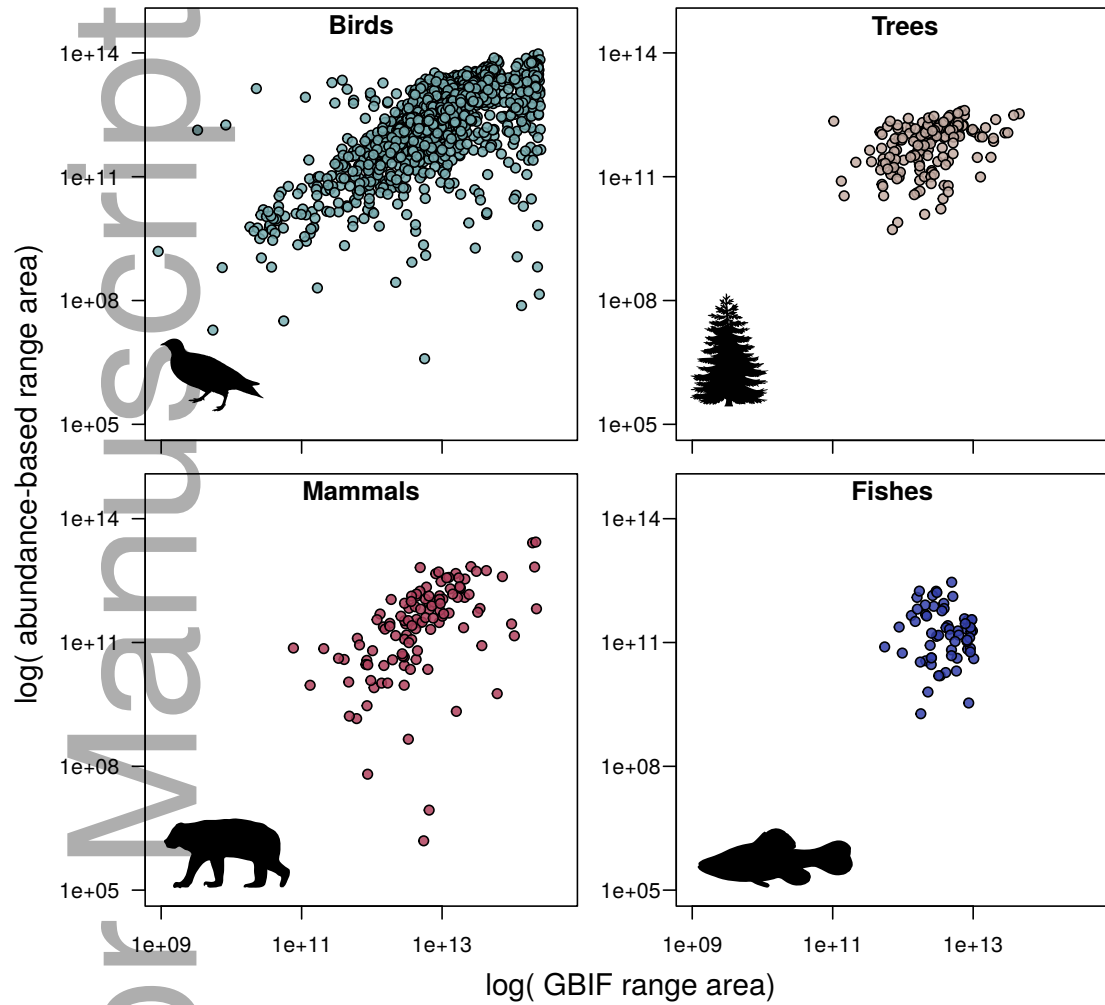 Birds
Trees
1e+14
1e+11
1e+08
1e+05
1e+14
1e+11
1e+08
1e+05
Mammals
Fishes
1e+14
1e+11
1e+08
1e+05
1e+14
1e+11
1e+08
1e+05
1e+09
1e+11
1e+13
1e+09
1e+11
1e+13
log( abundance-based range area)
log( GBIF range area)
or Manuscript